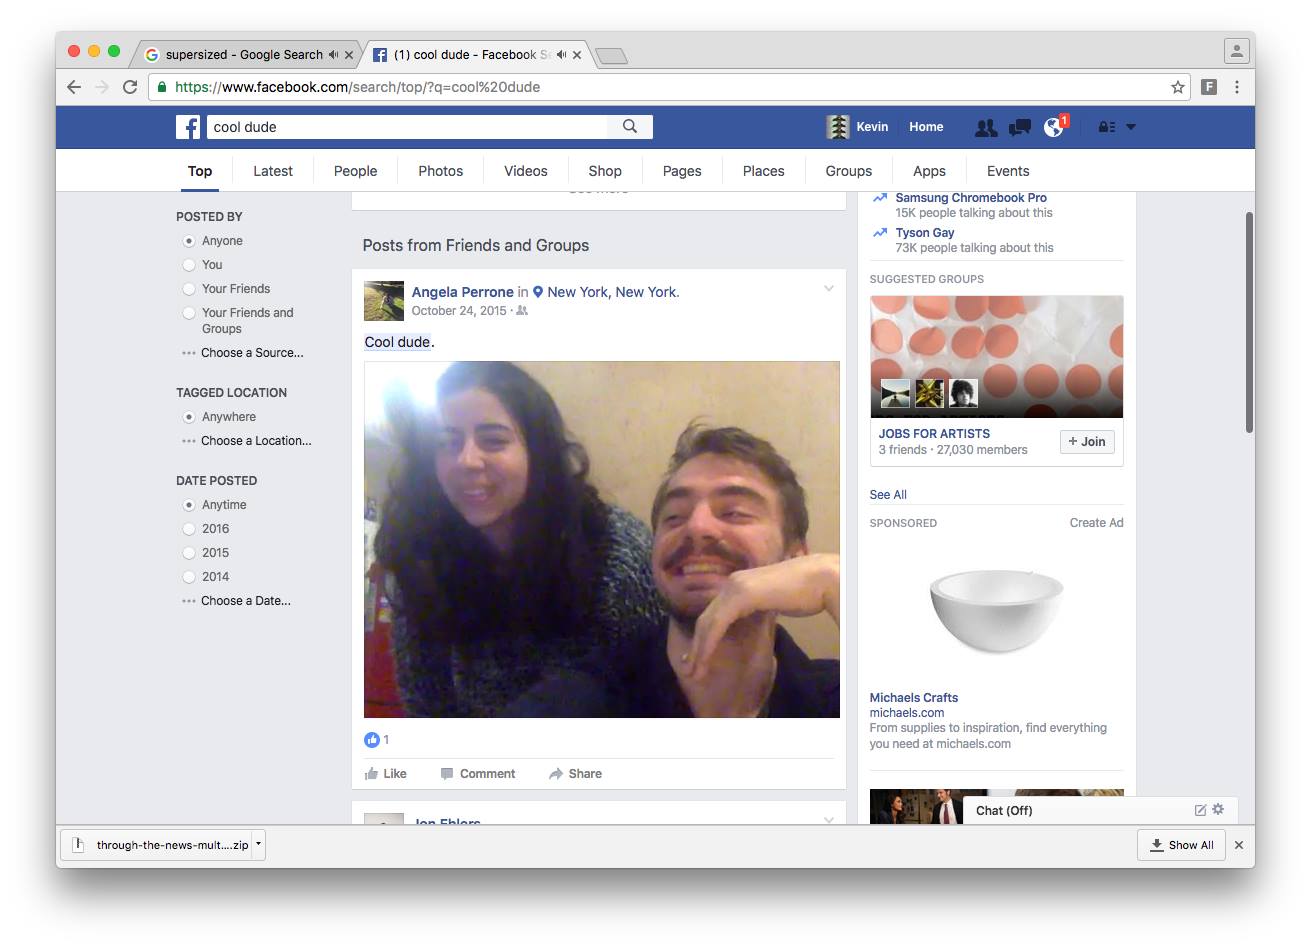 supersized - Google Search
(1) cool dude - Facebook Se
https://www.facebook.com/search/top/?q=cool%20dude
F
cool dude
Kevin
Home
1
Top
Latest
People
Photos
Videos
Shop
Pages
Places
Groups
Apps
Events
POSTED BY
Anyone
You
Your Friends
Your Friends and
Groups
Choose a Source...
TAGGED LOCATION
Anywhere
Choose a Location...
DATE POSTED
Anytime
2016
2015
2014
Choose a Date...
See more
Posts from Friends and Groups
Angela Perrone in New York, New York.
October 24, 2015 ·
Cool dude.
1
Like
Comment
Share
Jon Ehlers
Samsung Chromebook Pro
15K people talking about this
Tyson Gay
73K people talking about this
SUGGESTED GROUPS
JOBS FOR ARTISTS
3 friends · 27,030 members
+ Join
See All
SPONSORED
Create Ad
Michaels Crafts
michaels.com
From supplies to inspiration, find everything
you need at michaels.com
Chat (Off)
through-the-news-mult....zip
Show All